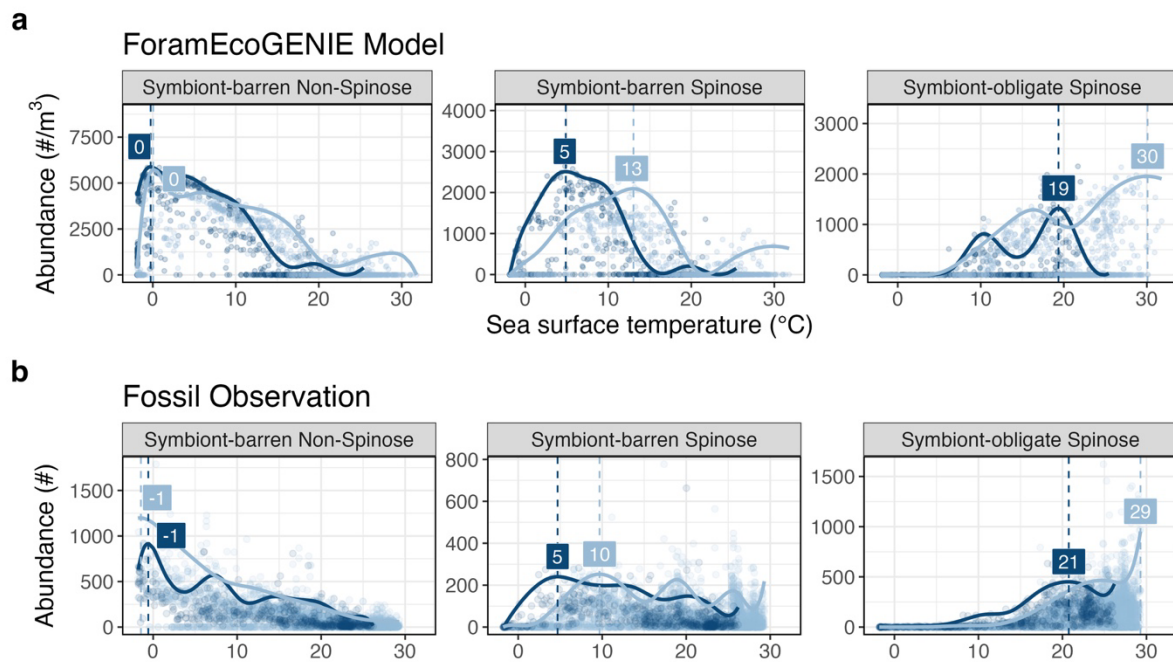 a
ForamEcoGENIE Model
Symbiont-barren Non-Spinose
Symbiont-barren Spinose
Symbiont-obligate Spinose
Abundance (#/m³)
7500
5000
2500
0
0
0
0 10 20 30
4000
3000
2000
1000
0
5
13
0 10 20 30
3000
2000
1000
0
19
30
0 10 20 30
Sea surface temperature (°C)
b
Fossil Observation
Symbiont-barren Non-Spinose
Symbiont-barren Spinose
Symbiont-obligate Spinose
Abundance (#)
1500
1000
500
0
-1
-1
0 10 20 30
800
600
400
200
0
5
10
0 10 20 30
1500
1000
500
0
21
29
0 10 20 30